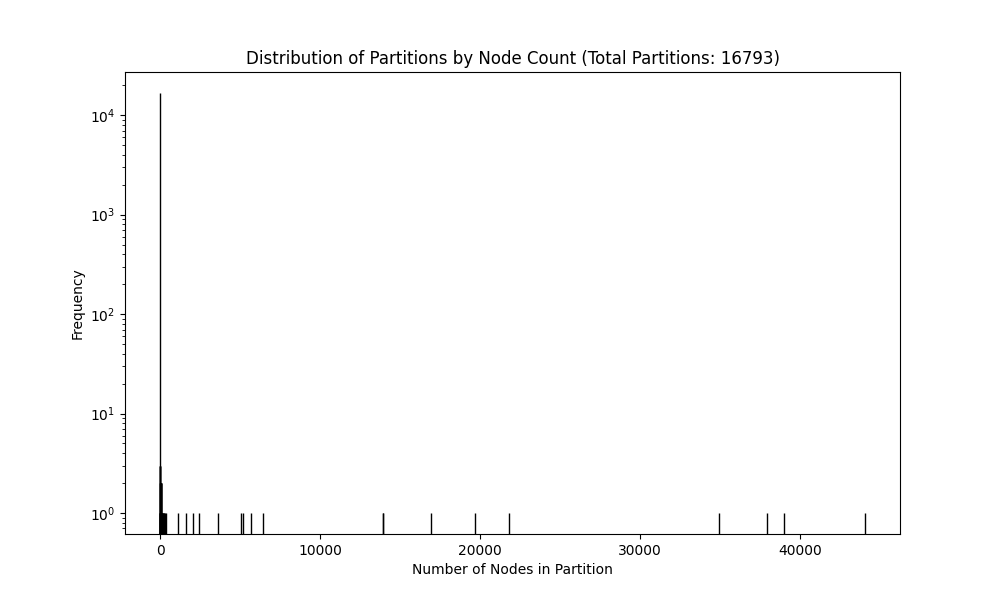 Distribution of Partitions by Node Count (Total Partitions: 16793)
10⁴
10³
10²
10¹
10⁰
Frequency
0 10000 20000 30000 40000
Number of Nodes in Partition